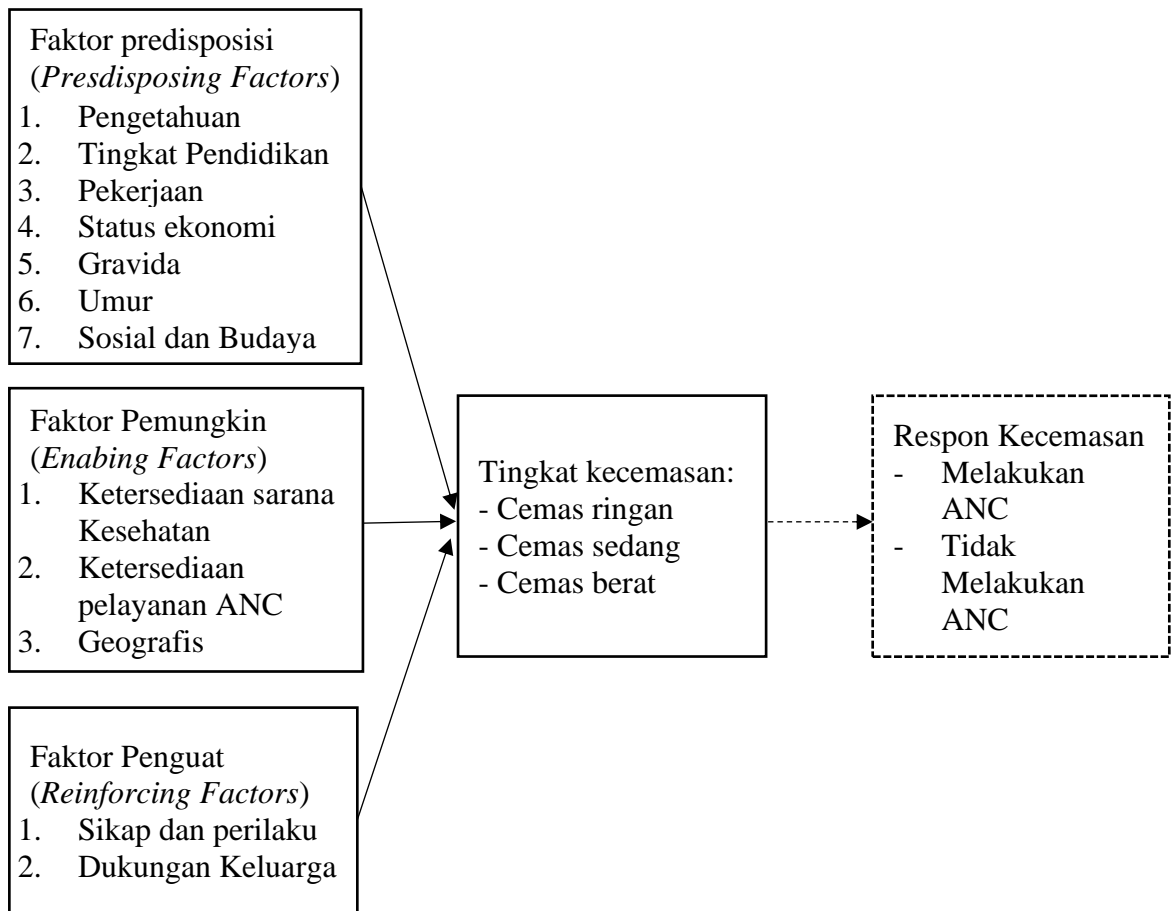 Faktor predisposisi
(Presdisposing Factors)
1. Pengetahuan
2. Tingkat Pendidikan
3. Pekerjaan
4. Status ekonomi
5. Gravida
6. Umur
7. Sosial dan Budaya
Faktor Pemungkin
(Enabing Factors)
1. Ketersediaan sarana
Kesehatan
2. Ketersediaan
pelayanan ANC
3. Geografis
Faktor Penguat
(Reinforcing Factors)
1. Sikap dan perilaku
2. Dukungan Keluarga
Tingkat kecemasan:
- Cemas ringan
- Cemas sedang
- Cemas berat
Respon Kecemasan
- Melakukan
ANC
- Tidak
Melakukan
ANC